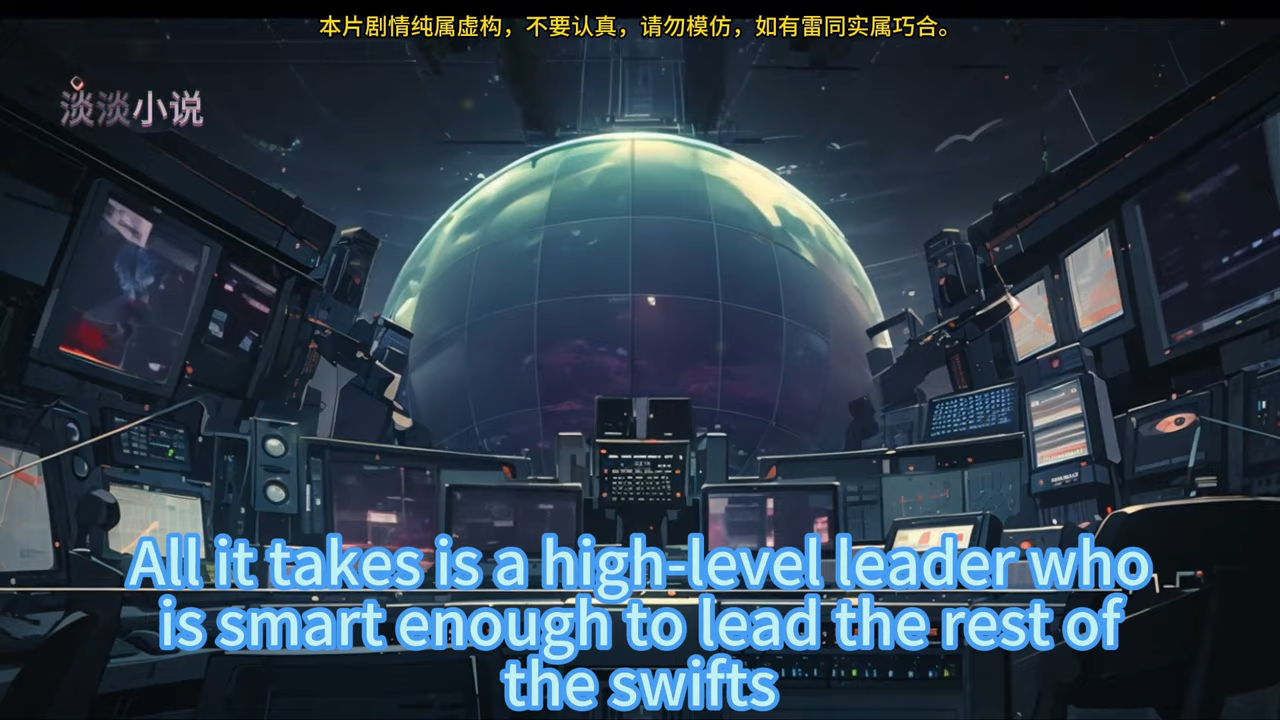 本片剧情纯属虚构，不要认真，请勿模仿，如有雷同实属巧合。
淡淡小说
All it takes is a high-level leader who
is smart enough to lead the rest of
the swifts